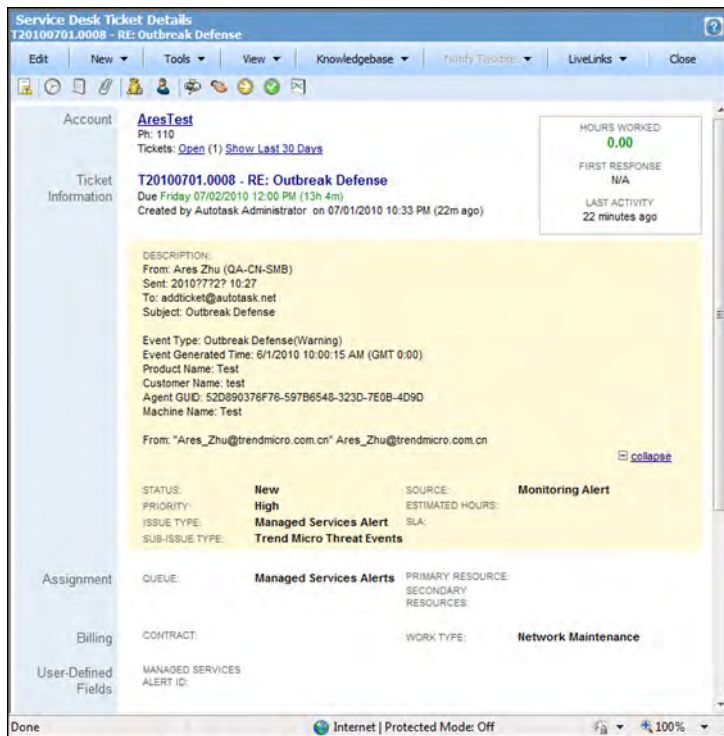 Service Desk Ticket Details
T20100701.0008 - RE: Outbreak Defense
Edit New Tools View Knowledgebase LiveLinks Close
Account
AresTest
Ph: 110
Tickets: Open (1) Show Last 30 Days
HOURS WORKED
0.00
FIRST RESPONSE
N/A
LAST ACTIVITY
22 minutes ago
Ticket Information
T20100701.0008 - RE: Outbreak Defense
Due Friday 07/02/2010 12:00 PM (13h 4m)
Created by Autotask Administrator on 07/01/2010 10:33 PM (22m ago)
DESCRIPTION:
From: Ares Zhu (QA-CN-SMB)
Sent: 2010?7?2? 10:27
To: addticket@autotask.net
Subject: Outbreak Defense
Event Type: Outbreak Defense(Warning)
Event Generated Time: 6/1/2010 10:00:15 AM (GMT 0:00)
Product Name: Test
Customer Name: test
Agent GUID: 52D890376F76-597B6548-323D-7E0B-4D9D
Machine Name: Test
From: "Ares_Zhu@trendmicro.com.cn" Ares_Zhu@trendmicro.com.cn
collapse
STATUS: New SOURCE: Monitoring Alert
PRIORITY: High ESTIMATED HOURS:
ISSUE TYPE: Managed Services Alert SLA:
SUB-ISSUE TYPE: Trend Micro Threat Events
Assignment
QUEUE: Managed Services Alerts PRIMARY RESOURCE
SECONDARY
RESOURCES:
Billing
CONTRACT: WORK TYPE: Network Maintenance
User-Defined
Fields
MANAGED SERVICES
ALERT ID:
Done Internet | Protected Mode: Off 100%